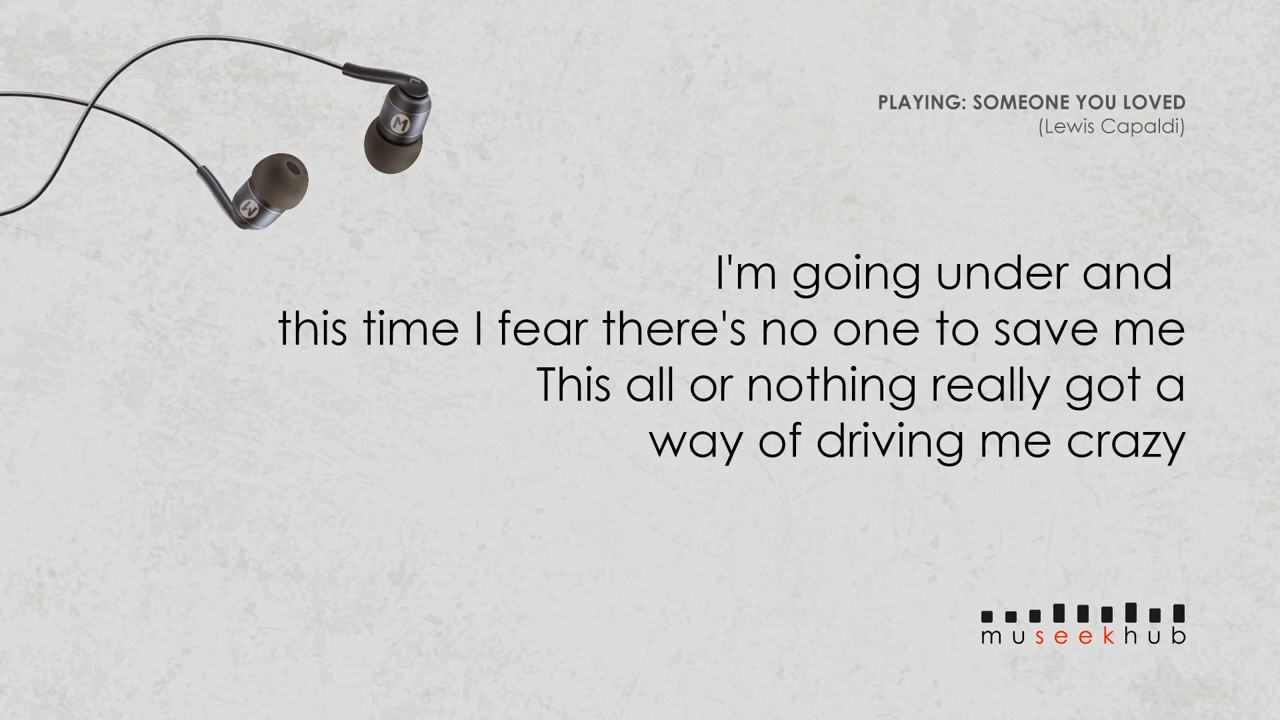 M
M
PLAYING: SOMEONE YOU LOVED
(Lewis Capaldi)
I'm going under and
this time I fear there's no one to save me
This all or nothing really got a
way of driving me crazy
museekhub